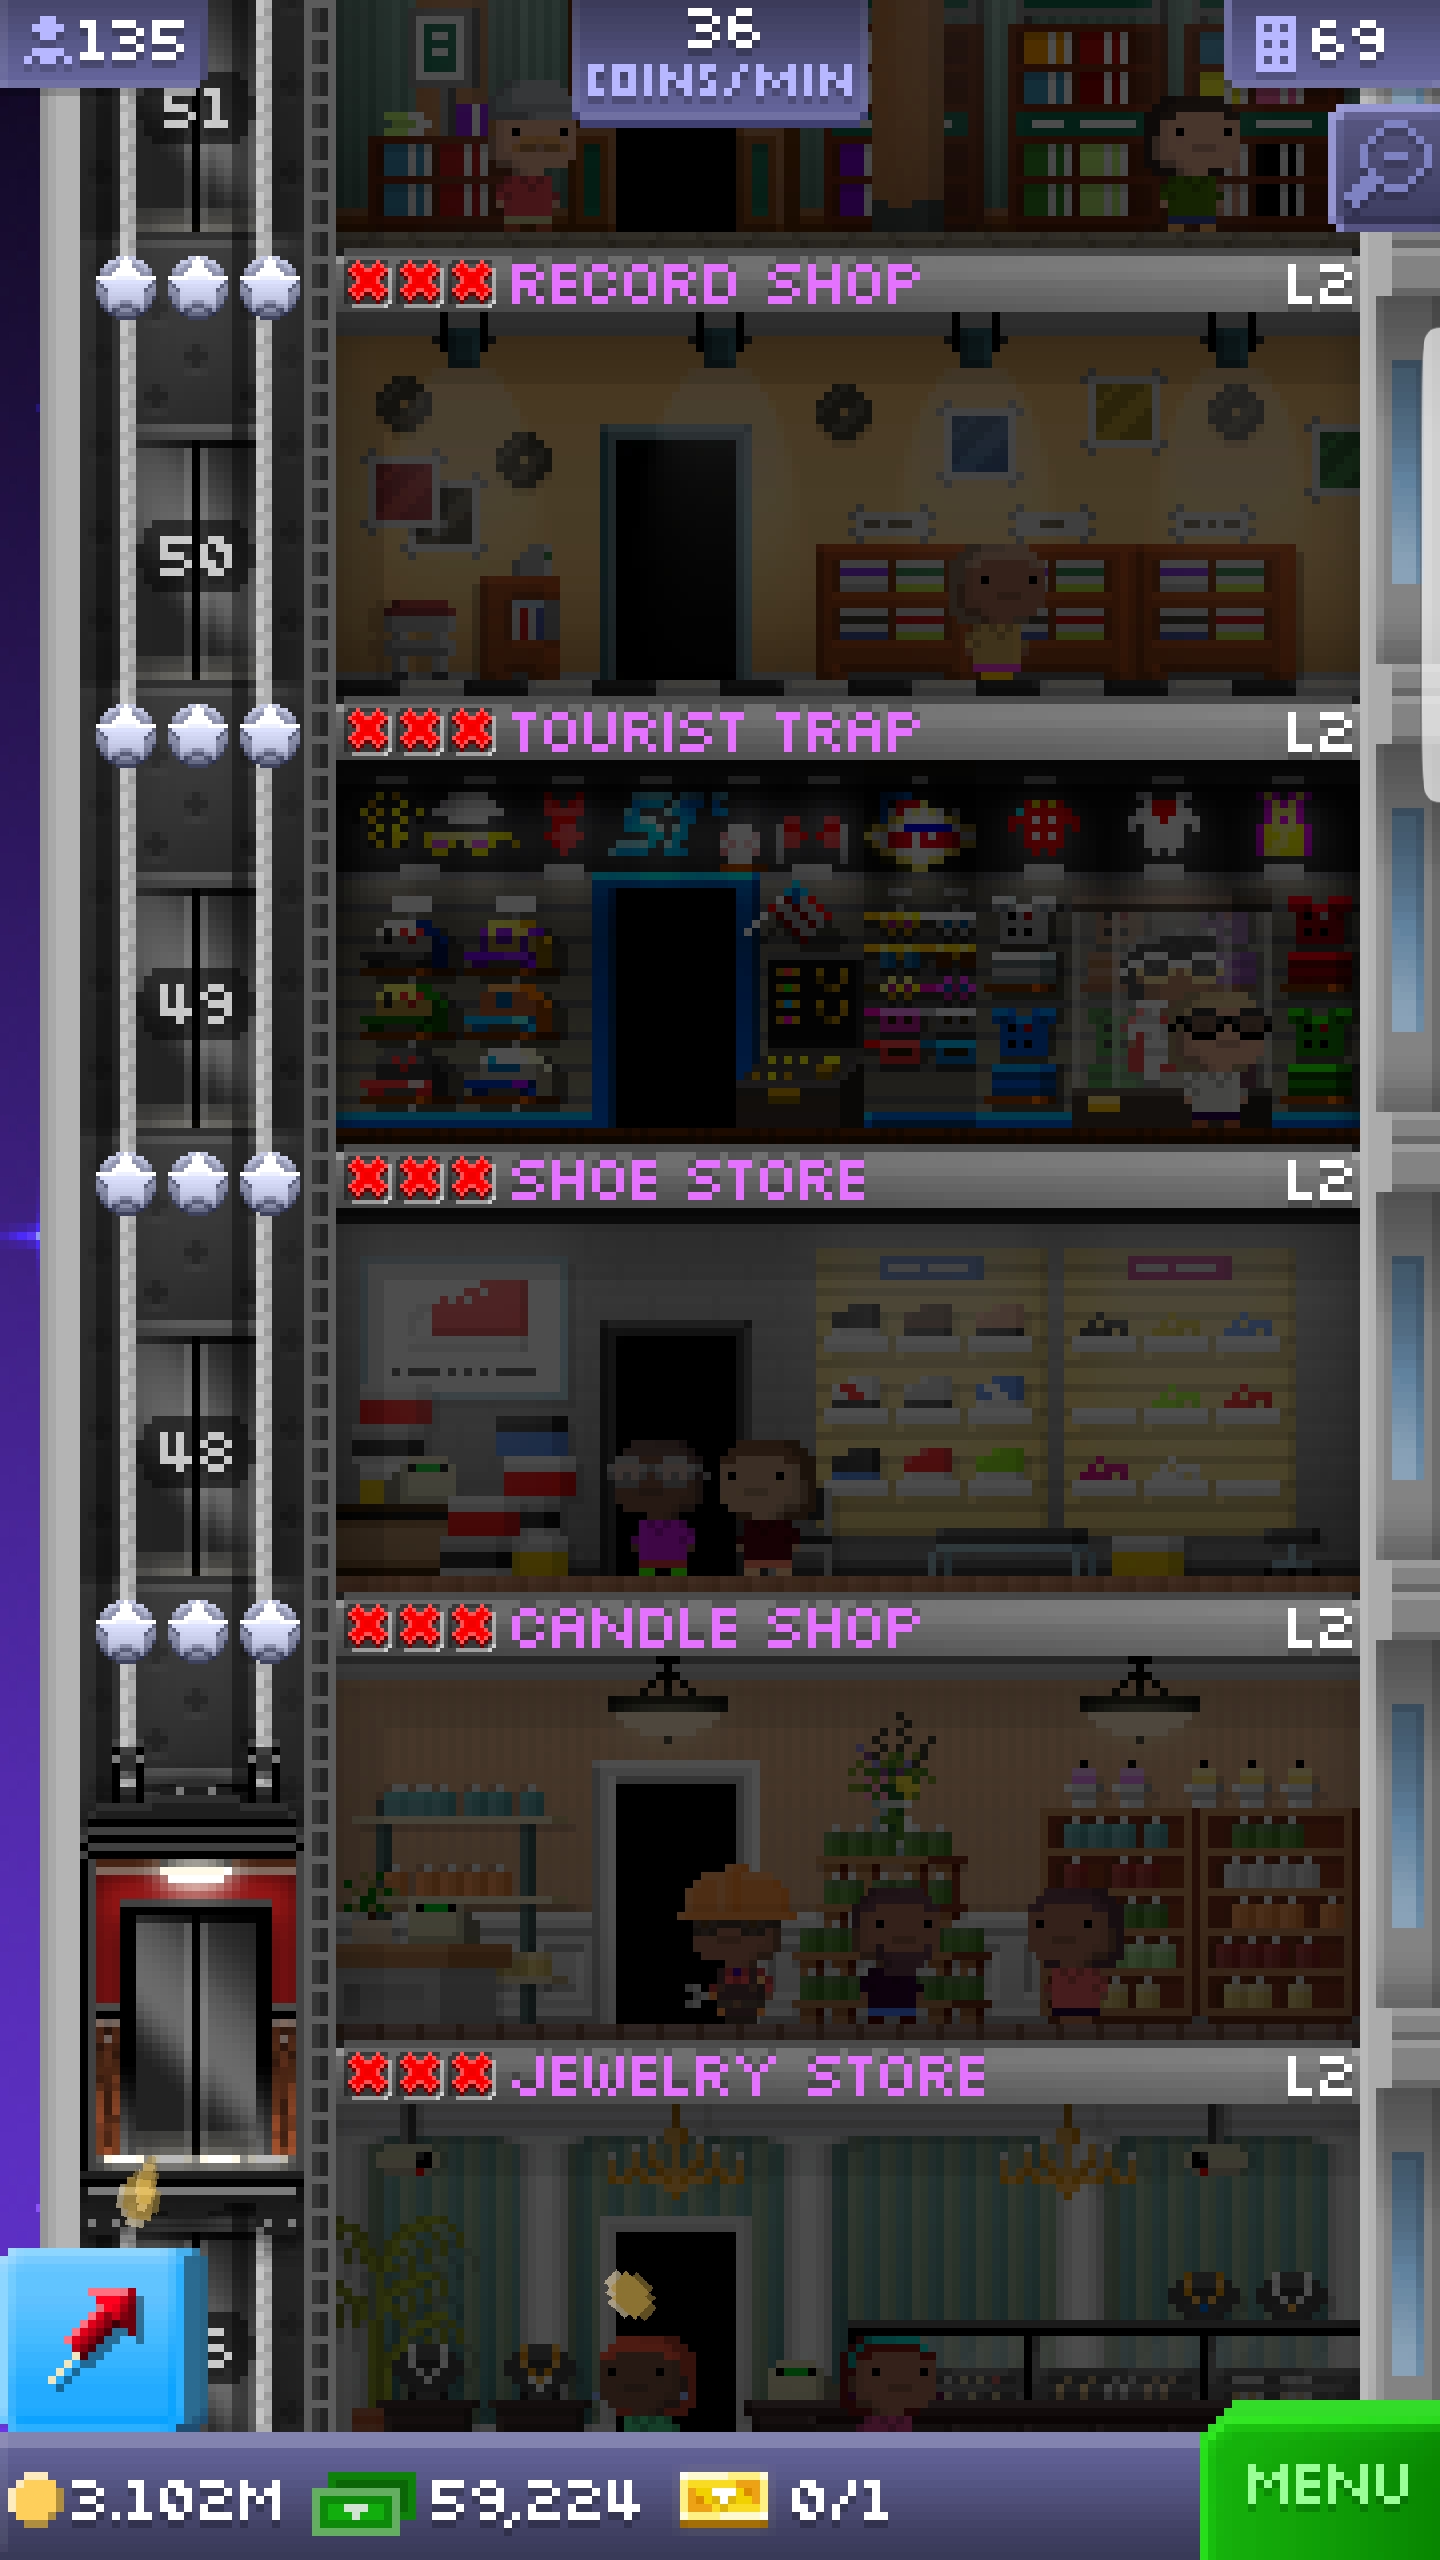 135
36
COINS/MIN
69
51
RECORD SHOP L2
50
TOURIST TRAP L2
49
SHOE STORE L2
48
CANDLE SHOP L2
JEWELRY STORE L2
3.102M 59,224 0/1
MENU